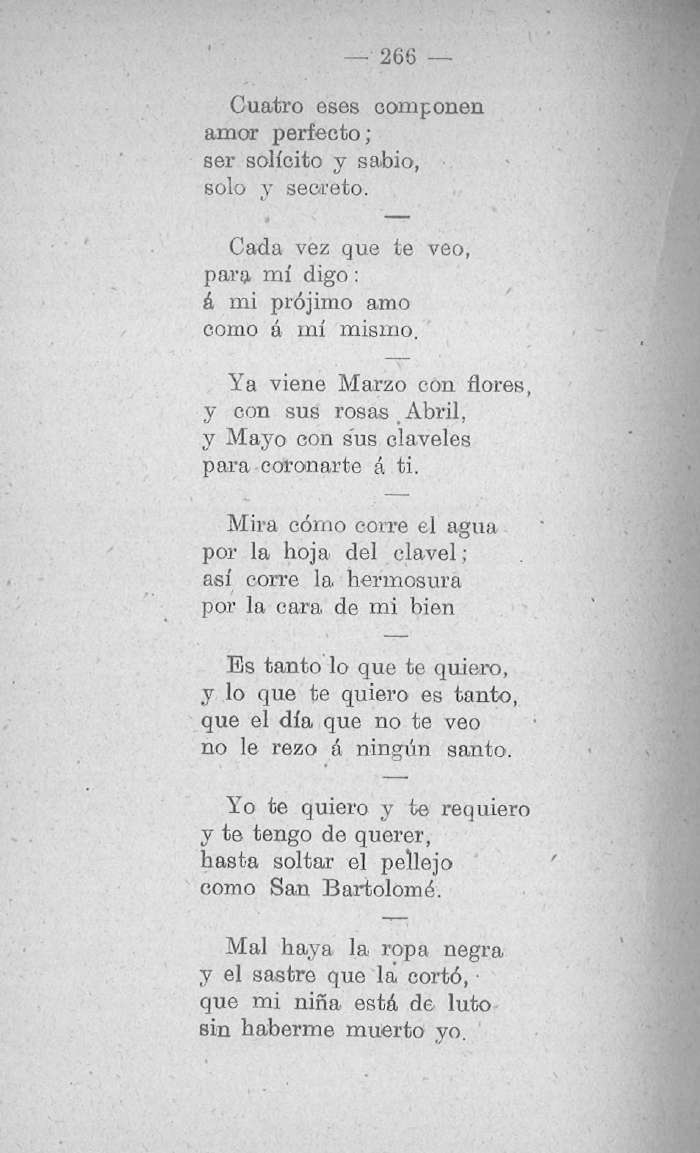 — 266 —
Cuatro eses componen
amor perfecto;
ser solícito y sabio,
solo y secreto.
Cada vez que te veo,
para mí digo:
á mi prójimo amo
como á mí mismo.
Ya viene Marzo con flores,
y con sus rosas Abril,
y Mayo con sus claveles
para coronarte á ti.
Mira cómo corre el agua
por la hoja del clavel;
así corre la hermosura
por la cara de mi bien
Es tanto lo que te quiero,
y lo que te quiero es tanto,
que el día que no te veo
no le rezo á ningún santo.
Yo te quiero y te requiero
y te tengo de querer,
hasta soltar el pellejo
como San Bartolomé.
Mal haya la ropa negra
y el sastre que la cortó,
que mi niña está de luto
sin haberme muerto yo.